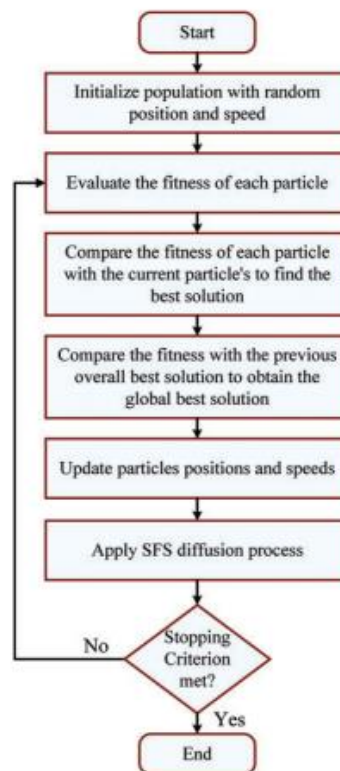 Start
Initialize population with random
position and speed
Evaluate the fitness of each particle
Compare the fitness of each particle
with the current particle's to find the
best solution
Compare the fitness with the previous
overall best solution to obtain the
global best solution
Update particles positions and speeds
Apply SFS diffusion process
Stopping
Criterion
met?
No
Yes
End